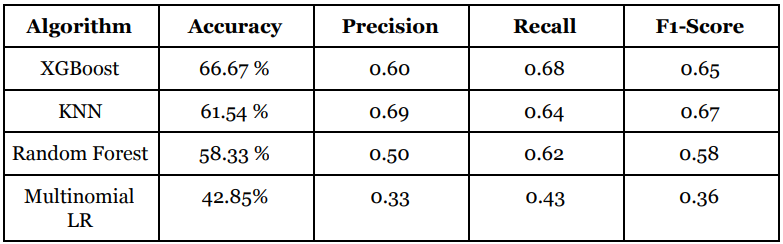 Algorithm Accuracy Precision Recall F1-Score
XGBoost 66.67 % 0.60 0.68 0.65
KNN 61.54 % 0.69 0.64 0.67
Random Forest 58.33 % 0.50 0.62 0.58
Multinomial 42.85% 0.33 0.43 0.36
LR